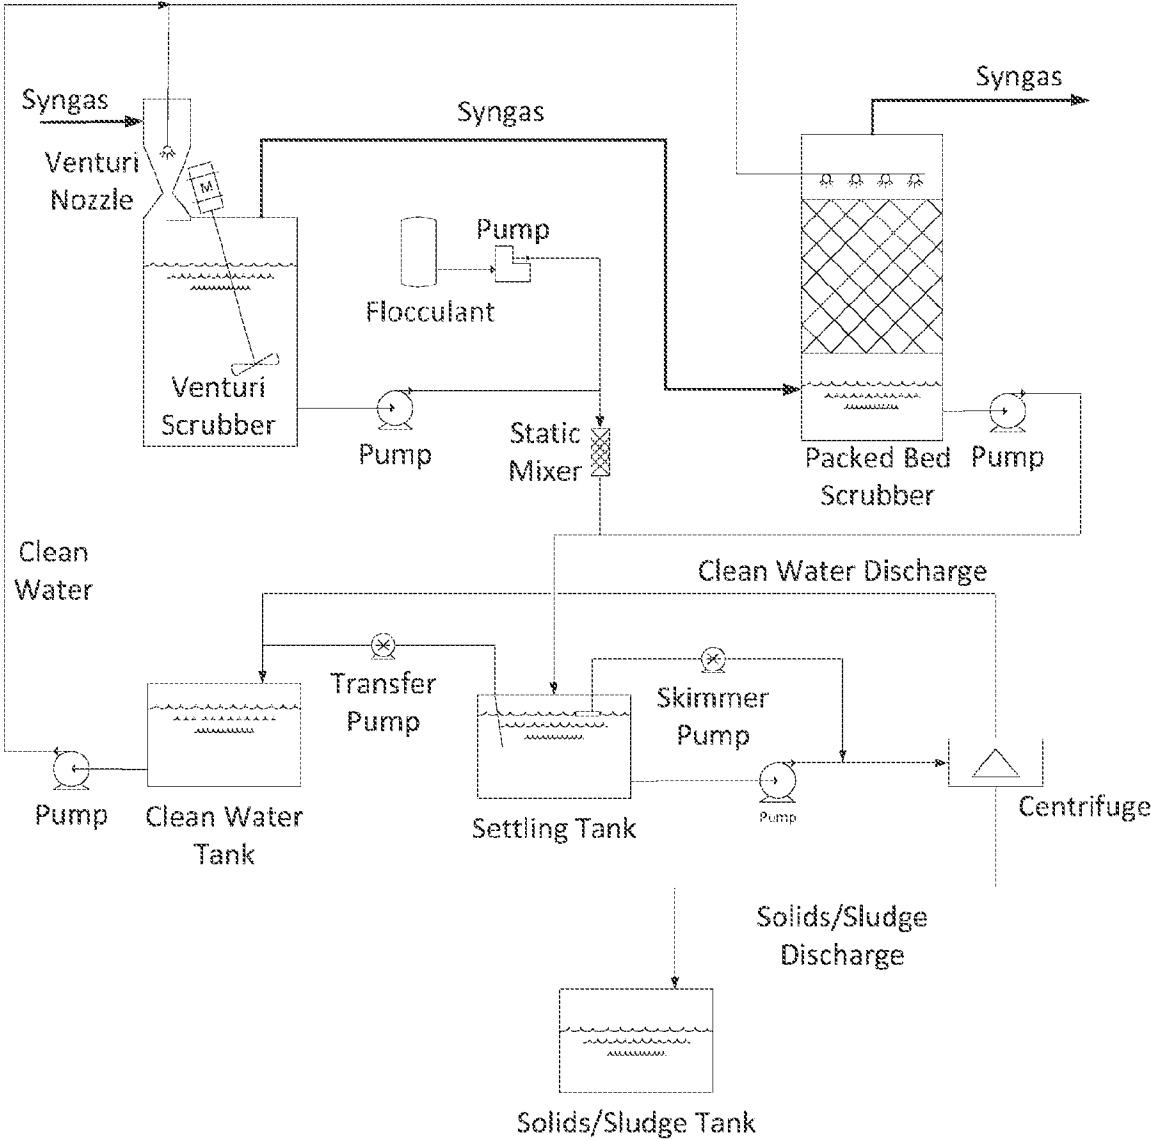 Syngas
Syngas
Syngas
Venturi
Nozzle
M
Pump
Flocculant
Venturi
Scrubber
Pump
Static
Mixer
Packed Bed
Scrubber
Pump
Clean
Water
Clean Water Discharge
Transfer
Pump
Skimmer
Pump
Pump
Clean Water
Tank
Settling Tank
Pump
Centrifuge
Solids/Sludge
Discharge
Solids/Sludge Tank